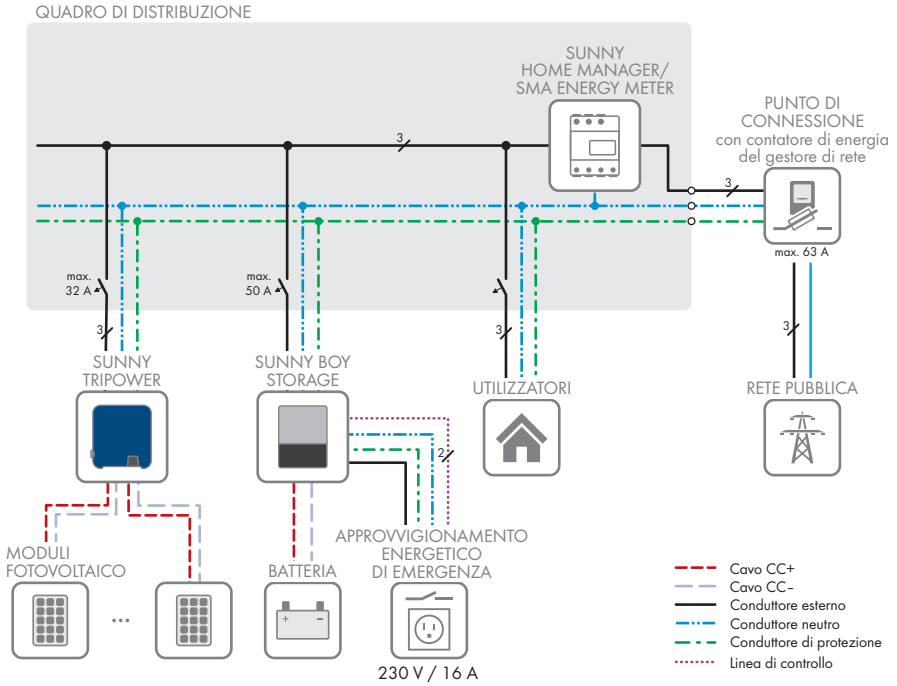 QUADRO DI DISTRIBUZIONE
SUNNY
HOME MANAGER/
SMA ENERGY METER
PUNTO DI
CONNESSIONE
con contatore di energia
del gestore di rete
3
3
max.
32 A
max.
50 A
max. 63 A
3
3
3
SUNNY
TRIPOWER
SUNNY BOY
STORAGE
UTILIZZATORI
RETE PUBBLICA
2
MODULI
FOTOVOLTAICO
...
BATTERIA
+ −
APPROVVIGIONAMENTO
ENERGETICO
DI EMERGENZA
230 V / 16 A
Cavo CC+
Cavo CC−
Conduttore esterno
Conduttore neutro
Conduttore di protezione
Linea di controllo